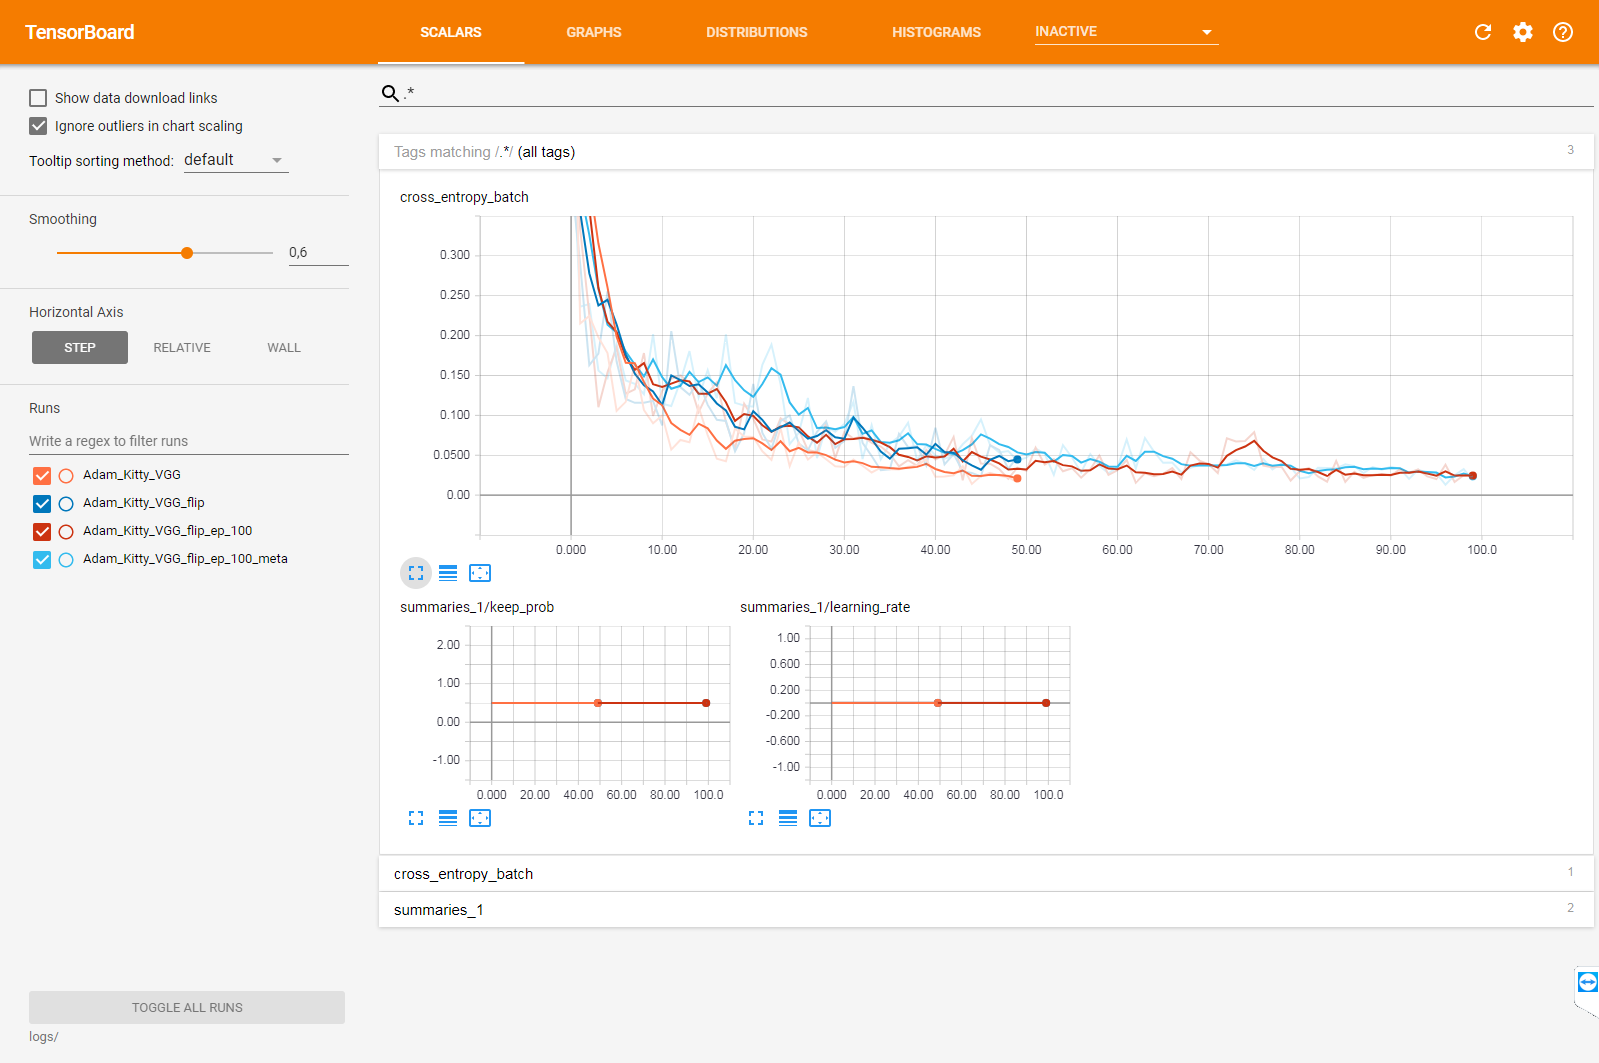 TensorBoard SCALARS GRAPHS DISTRIBUTIONS HISTOGRAMS INACTIVE
Show data download links
Ignore outliers in chart scaling
Tooltip sorting method: default
Smoothing
0,6
Horizontal Axis
STEP RELATIVE WALL
Runs
Write a regex to filter runs
Adam_Kitty_VGG
Adam_Kitty_VGG_flip
Adam_Kitty_VGG_flip_ep_100
Adam_Kitty_VGG_flip_ep_100_meta
TOGGLE ALL RUNS
logs/
.*
Tags matching /.*/ (all tags) 3
cross_entropy_batch
0.300
0.250
0.200
0.150
0.100
0.0500
0.00
0.000 10.00 20.00 30.00 40.00 50.00 60.00 70.00 80.00 90.00 100.0
summaries_1/keep_prob
2.00
1.00
0.00
-1.00
0.000 20.00 40.00 60.00 80.00 100.0
summaries_1/learning_rate
1.00
0.600
0.200
-0.200
-0.600
-1.00
0.000 20.00 40.00 60.00 80.00 100.0
cross_entropy_batch 1
summaries_1 2